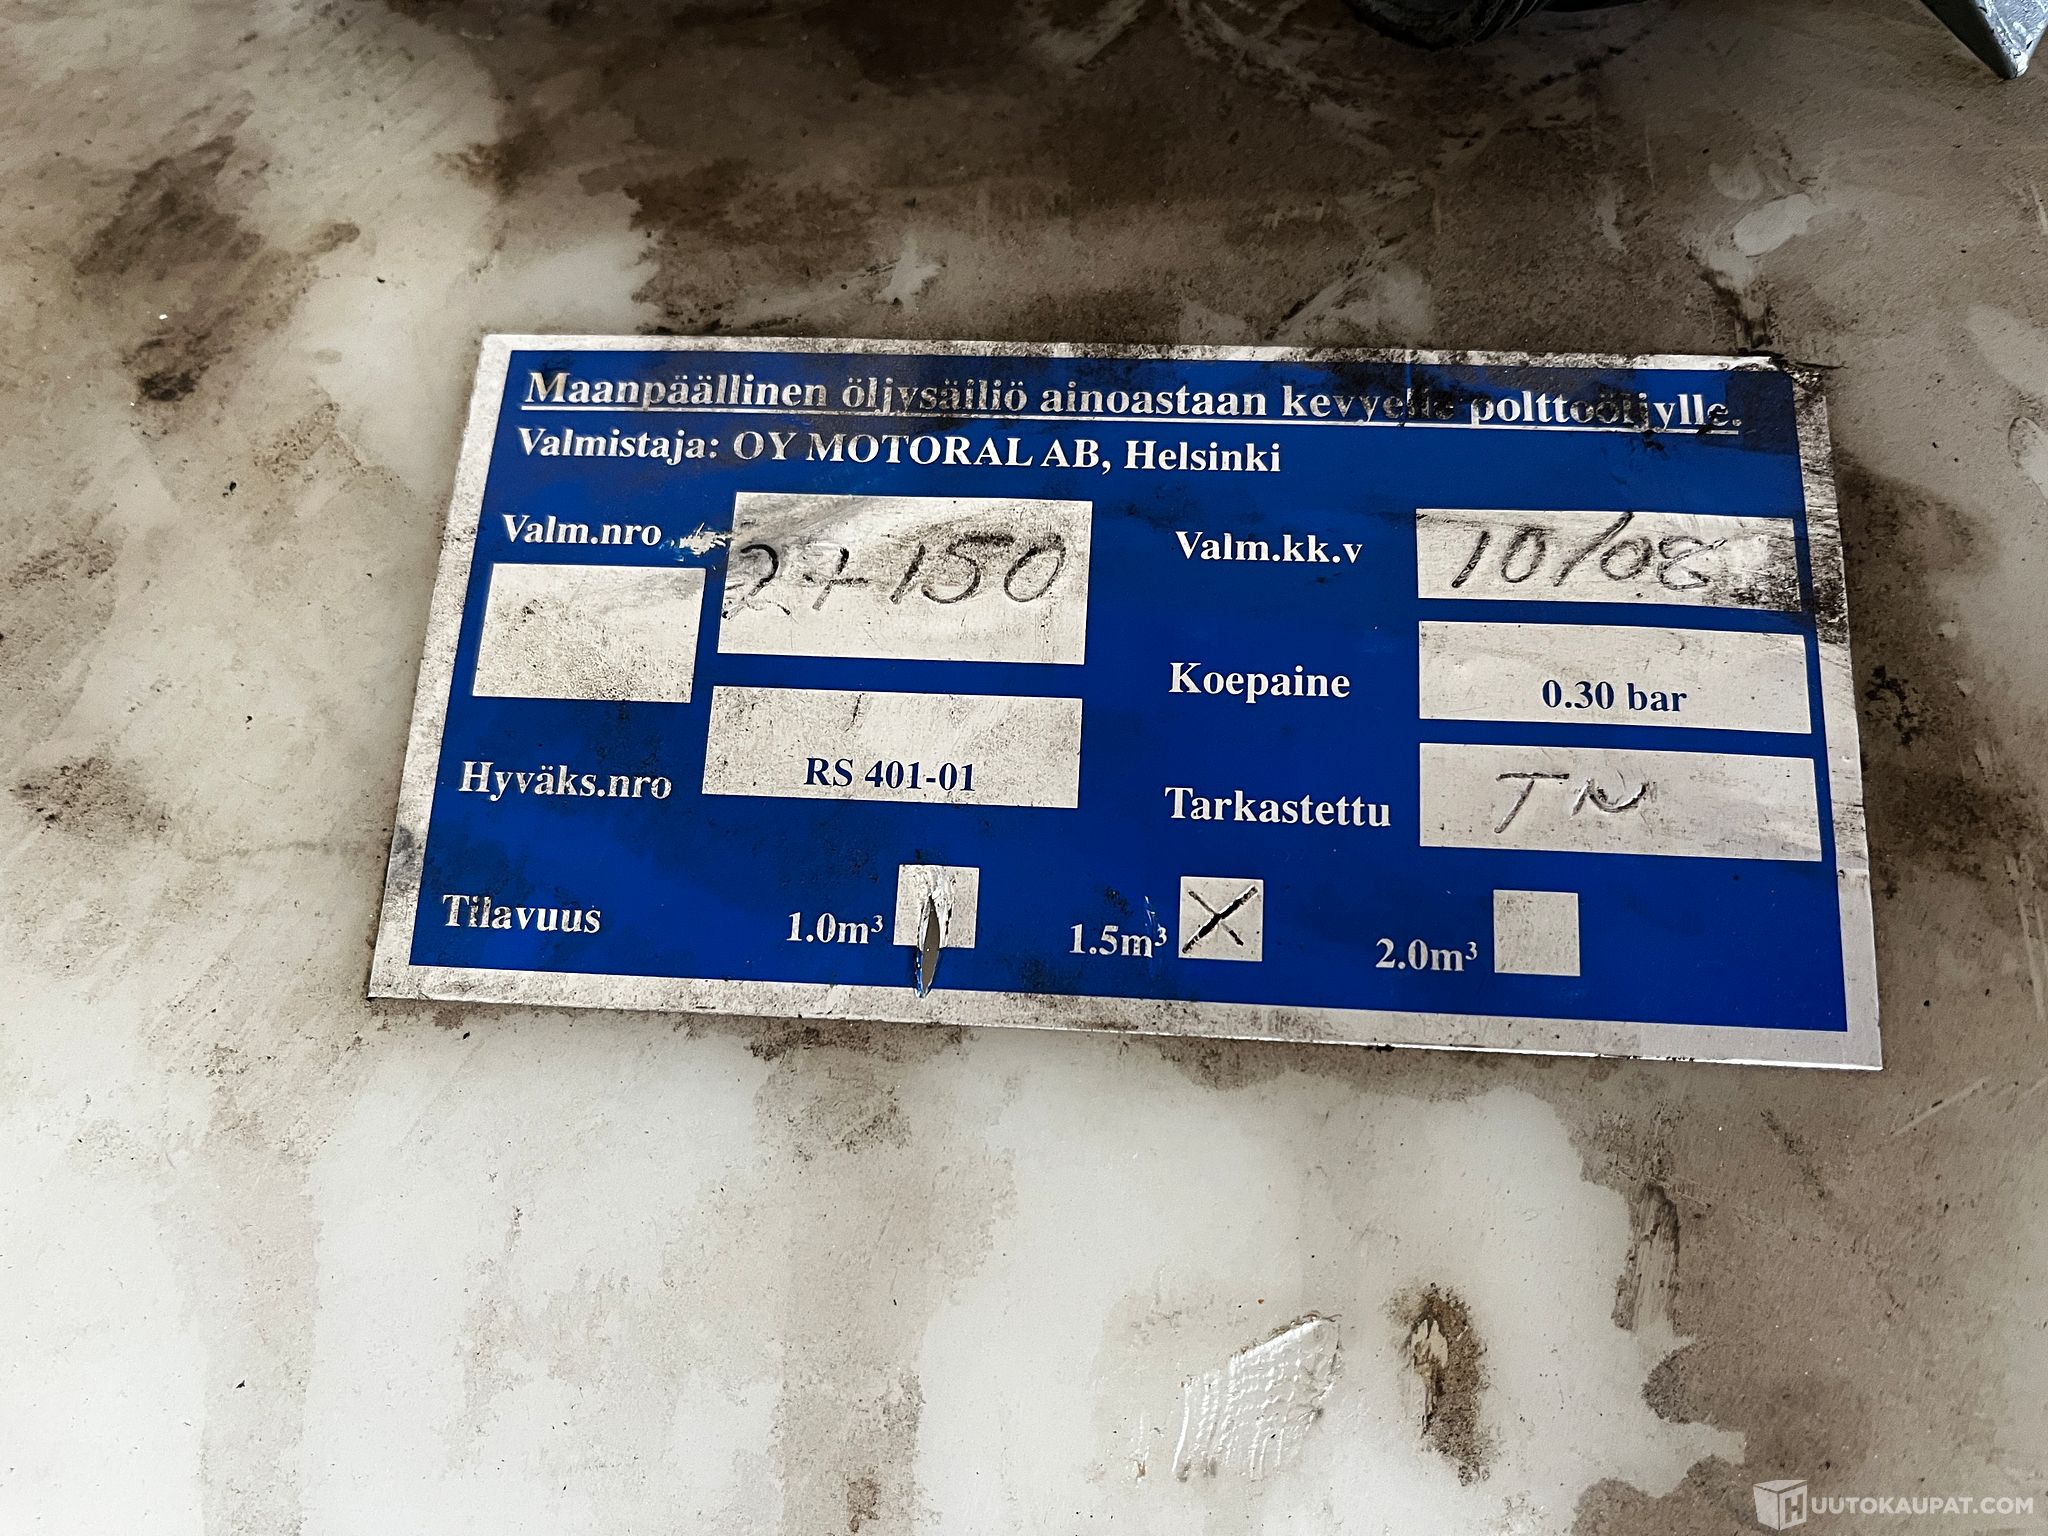 Maanpäällinen öljysäiliö ainoastaan kevyelle polttoöljylle.
Valmistaja: OY MOTORAL AB, Helsinki
Valm.nro 27150 Valm.kk.v 10/08
Koepaine 0.30 bar
Hyväks.nro RS 401-01 Tarkastettu TN
Tilavuus 1.0m³ 1.5m³ X 2.0m³
HUUTOKAUPAT.COM